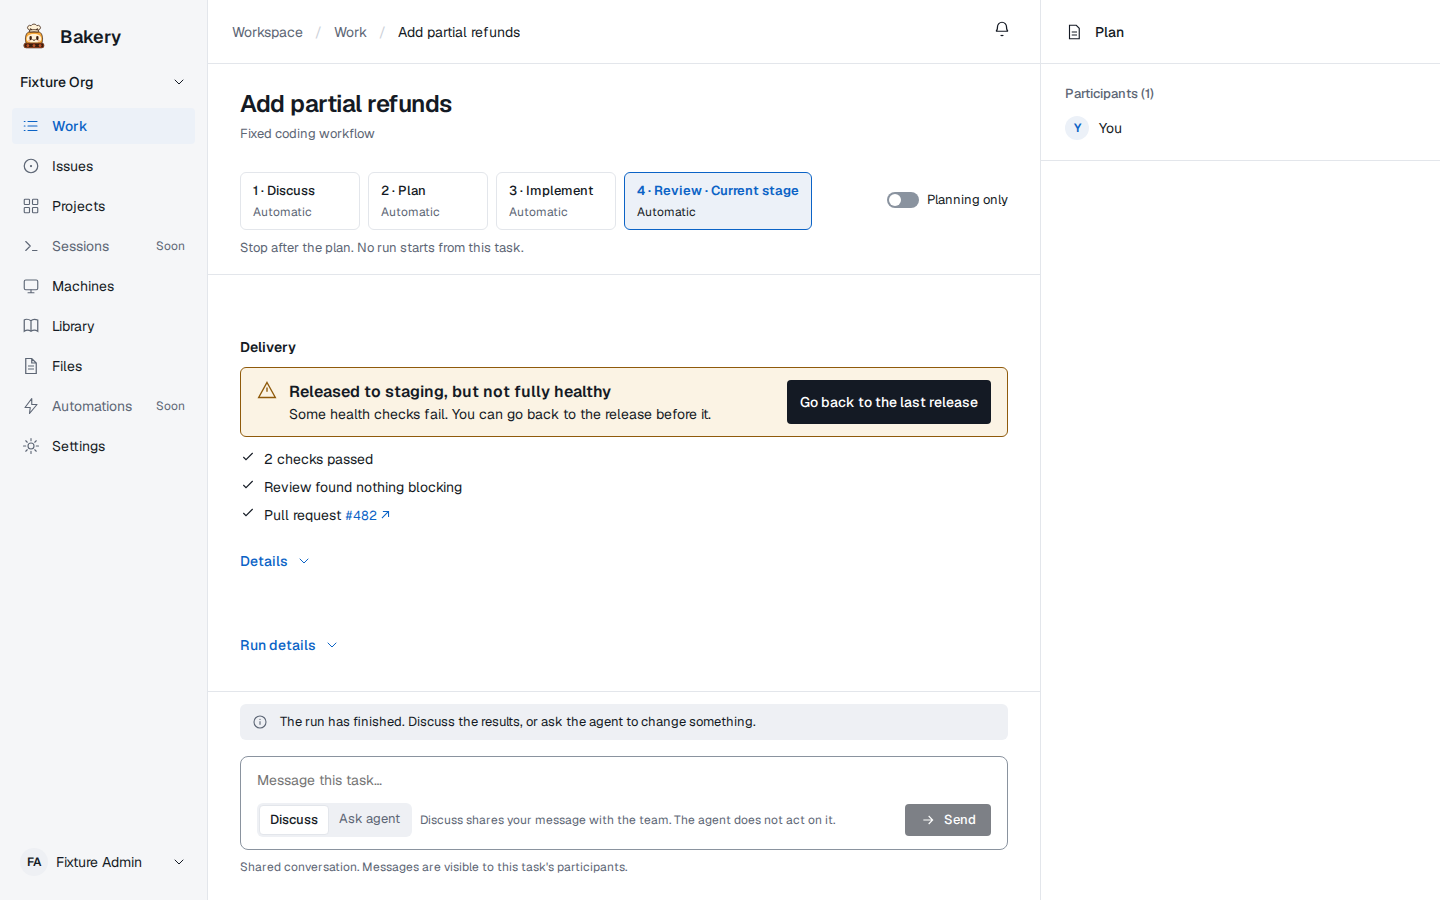 Bakery
Fixture Org
Work
Issues
Projects
Sessions Soon
Machines
Library
Files
Automations Soon
Settings
FA Fixture Admin
Workspace / Work / Add partial refunds
Add partial refunds
Fixed coding workflow
1 · Discuss
Automatic
2 · Plan
Automatic
3 · Implement
Automatic
4 · Review · Current stage
Automatic
Planning only
Stop after the plan. No run starts from this task.
Delivery
Released to staging, but not fully healthy
Some health checks fail. You can go back to the release before it.
Go back to the last release
2 checks passed
Review found nothing blocking
Pull request #482
Details
Run details
The run has finished. Discuss the results, or ask the agent to change something.
Message this task...
Discuss Ask agent Discuss shares your message with the team. The agent does not act on it. Send
Shared conversation. Messages are visible to this task's participants.
Plan
Participants (1)
Y You